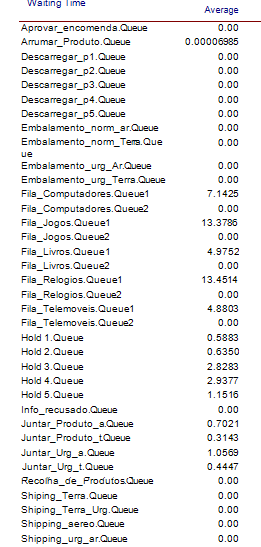 Waiting Time
Average
Aprovar_encomenda.Queue 0.00
Arrumar_Produto.Queue 0.00006985
Descarregar_p1.Queue 0.00
Descarregar_p2.Queue 0.00
Descarregar_p3.Queue 0.00
Descarregar_p4.Queue 0.00
Descarregar_p5.Queue 0.00
Embalamento_norm_ar.Queue 0.00
Embalamento_norm_Terra.Que 0.00
ue
Embalamento_urg_Ar.Queue 0.00
Embalamento_urg_Terra.Queue 0.00
Fila_Computadores.Queue1 7.1425
Fila_Computadores.Queue2 0.00
Fila_Jogos.Queue1 13.3786
Fila_Jogos.Queue2 0.00
Fila_Livros.Queue1 4.9752
Fila_Livros.Queue2 0.00
Fila_Relogios.Queue1 13.4514
Fila_Relogios.Queue2 0.00
Fila_Telemoveis.Queue1 4.8803
Fila_Telemoveis.Queue2 0.00
Hold 1.Queue 0.5883
Hold 2.Queue 0.6350
Hold 3.Queue 2.8283
Hold 4.Queue 2.9377
Hold 5.Queue 1.1516
Info_recusado.Queue 0.00
Juntar_Produto_a.Queue 0.7021
Juntar_Produto_t.Queue 0.3143
Juntar_Urg_a.Queue 1.0569
Juntar_Urg_t.Queue 0.4447
Recolha_de_Produtos.Queue 0.00
Shiping_Terra.Queue 0.00
Shiping_Terra_Urg.Queue 0.00
Shipping_aereo.Queue 0.00
Shipping_urg_ar.Queue 0.00